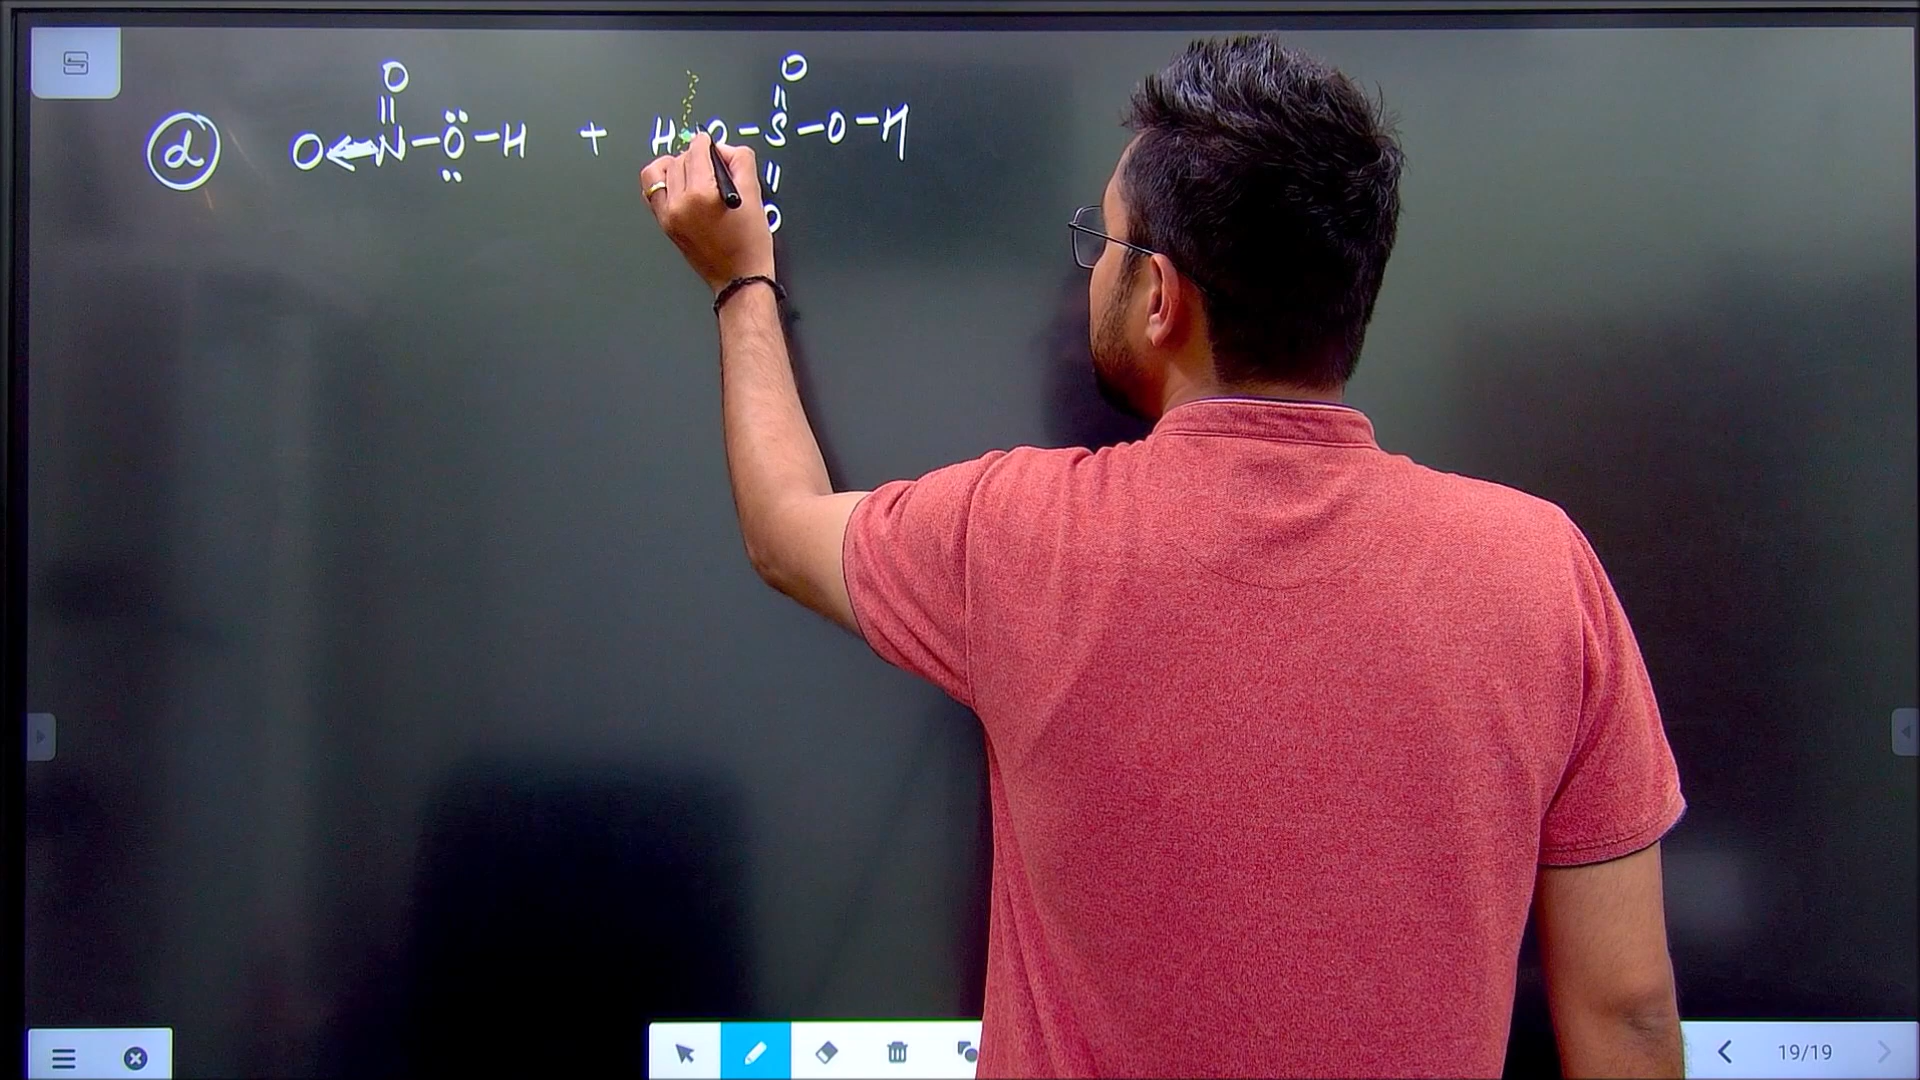 O
O
(d) O ← N - Ö - H + H - O - S - O - H
O
19/19